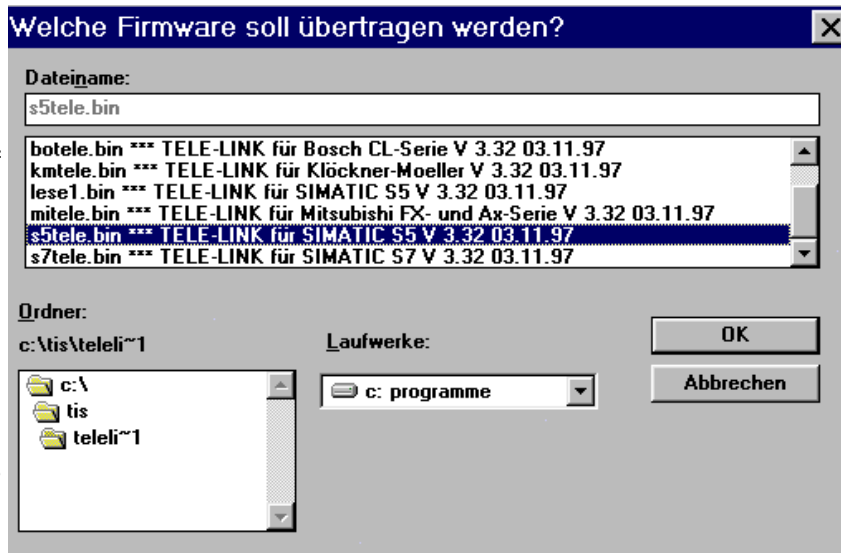 Welche Firmware soll übertragen werden?
Dateiname:
s5tele.bin
botele.bin *** TELE-LINK für Bosch CL-Serie V 3.32 03.11.97
kmtele.bin *** TELE-LINK für Klöckner-Moeller V 3.32 03.11.97
lese1.bin *** TELE-LINK für SIMATIC S5 V 3.32 03.11.97
mitele.bin *** TELE-LINK für Mitsubishi FX- und Ax-Serie V 3.32 03.11.97
s5tele.bin *** TELE-LINK für SIMATIC S5 V 3.32 03.11.97
s7tele.bin *** TELE-LINK für SIMATIC S7 V 3.32 03.11.97
Ordner:
c:\tis\teleli~1
c:\
tis
teleli~1
Laufwerke:
c: programme
OK
Abbrechen